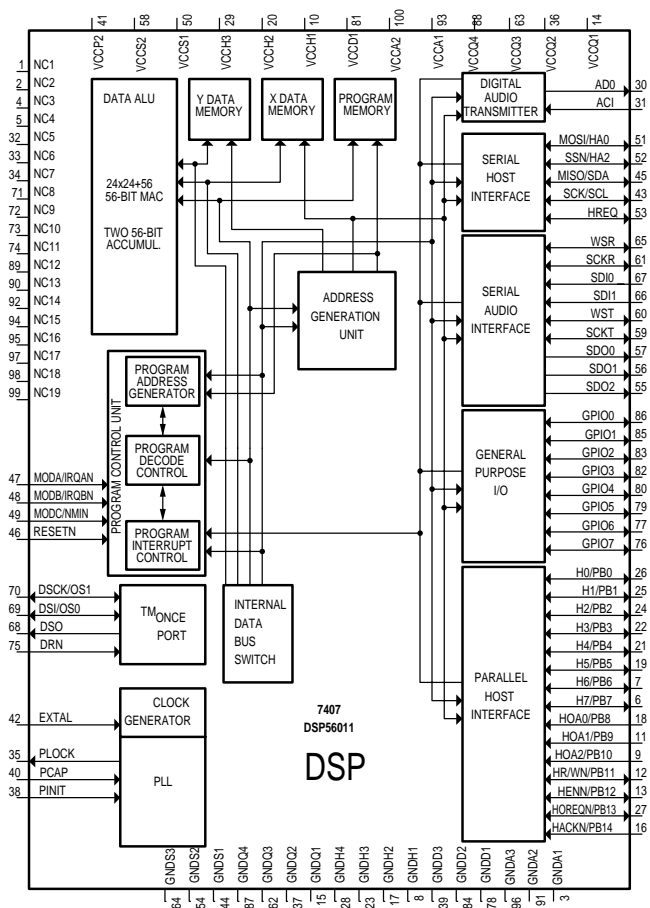 41 58 50 29 20 10 81 100 93 88 63 36 14
VCCP2 VCCS2 VCCS1 VCCH3 VCCH2 VCCH1 VCCD1 VCCA2 VCCA1 VCCQ4 VCCQ3 VCCQ2 VCCQ1
1 NC1
2 NC2
4 NC3
5 NC4
32 NC5
33 NC6
34 NC7
71 NC8
72 NC9
73 NC10
74 NC11
89 NC12
90 NC13
92 NC14
94 NC15
95 NC16
97 NC17
98 NC18
99 NC19
47 MODA/IRQAN
48 MODB/IRQBN
49 MODC/NMIN
46 RESETN
70 DSCK/OS1
69 DSI/OS0
68 DSO
75 DRN
42 EXTAL
35 PLOCK
40 PCAP
38 PINIT
DATA ALU
24x24+56
56-BIT MAC
TWO 56-BIT
ACCUMUL.
Y DATA
MEMORY
X DATA
MEMORY
PROGRAM
MEMORY
ADDRESS
GENERATION
UNIT
PROGRAM CONTROL UNIT
PROGRAM
ADDRESS
GENERATOR
PROGRAM
DECODE
CONTROL
PROGRAM
INTERRUPT
CONTROL
TM ONCE
PORT
INTERNAL
DATA
BUS
SWITCH
CLOCK
GENERATOR
PLL
7407
DSP56011
DSP
DIGITAL
AUDIO
TRANSMITTER
SERIAL
HOST
INTERFACE
SERIAL
AUDIO
INTERFACE
GENERAL
PURPOSE
I/O
PARALLEL
HOST
INTERFACE
AD0 30
ACI 31
MOSI/HA0 51
SSN/HA2 52
MISO/SDA 45
SCK/SCL 43
HREQ 53
WSR 65
SCKR 61
SDI0 67
SDI1 66
WST 60
SCKT 59
SDO0 57
SDO1 56
SDO2 55
GPIO0 86
GPIO1 85
GPIO2 83
GPIO3 82
GPIO4 80
GPIO5 79
GPIO6 77
GPIO7 76
H0/PB0 26
H1/PB1 25
H2/PB2 24
H3/PB3 22
H4/PB4 21
H5/PB5 19
H6/PB6 7
H7/PB7 6
HOA0/PB8 18
HOA1/PB9 11
HOA2/PB10 9
HR/WN/PB11 12
HENN/PB12 13
HOREQN/PB13 27
HACKN/PB14 16
GNDS3 GNDS2 GNDS1 GNDQ4 GNDQ3 GNDQ2 GNDQ1 GNDH4 GNDH3 GNDH2 GNDH1 GNDD3 GNDD2 GNDD1 GNDA3 GNDA2 GNDA1
64 54 44 87 62 37 15 28 23 17 8 39 84 78 96 91 3